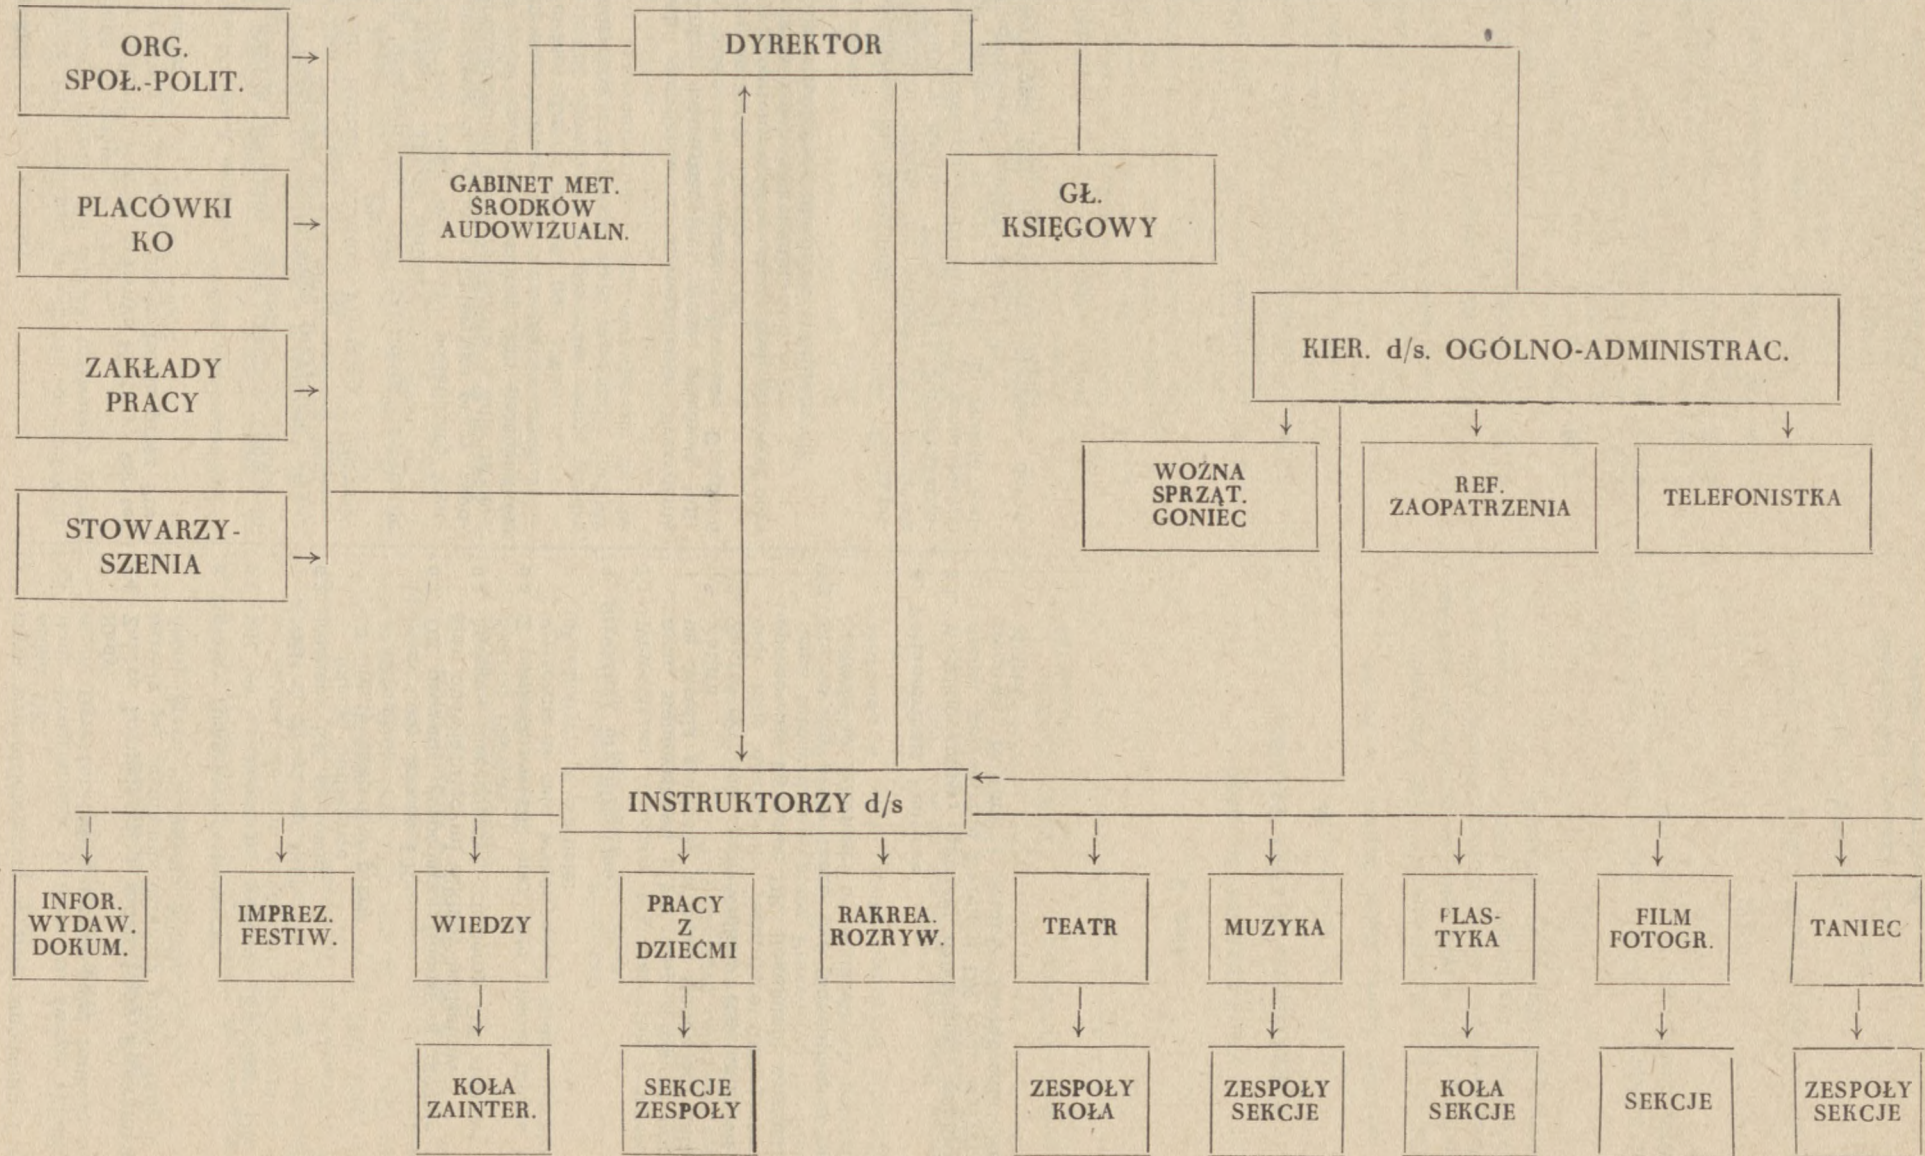 DYREKTOR
ORG.
SPOŁ.-POLIT.
PLACÓWKI
KO
ZAKŁADY
PRACY
STOWARZY-
SZENIA
GABINET MET.
ŚRODKÓW
AUDOWIZUALN.
GŁ.
KSIĘGOWY
KIER. d/s. OGÓLNO-ADMINISTRAC.
WOŹNA
SPRZĄT.
GONIEC
REF.
ZAOPATRZENIA
TELEFONISTKA
INSTRUKTORZY d/s
INFOR.
WYDAW.
DOKUM.
IMPREZ.
FESTIW.
WIEDZY
PRACY
Z
DZIEĆMI
RAKREA.
ROZRYW.
TEATR
MUZYKA
PLAS-
TYKA
FILM
FOTOGR.
TANIEC
KOŁA
ZAINTER.
SEKCJE
ZESPOŁY
ZESPOŁY
KOŁA
ZESPOŁY
SEKCJE
KOŁA
SEKCJE
SEKCJE
ZESPOŁY
SEKCJE